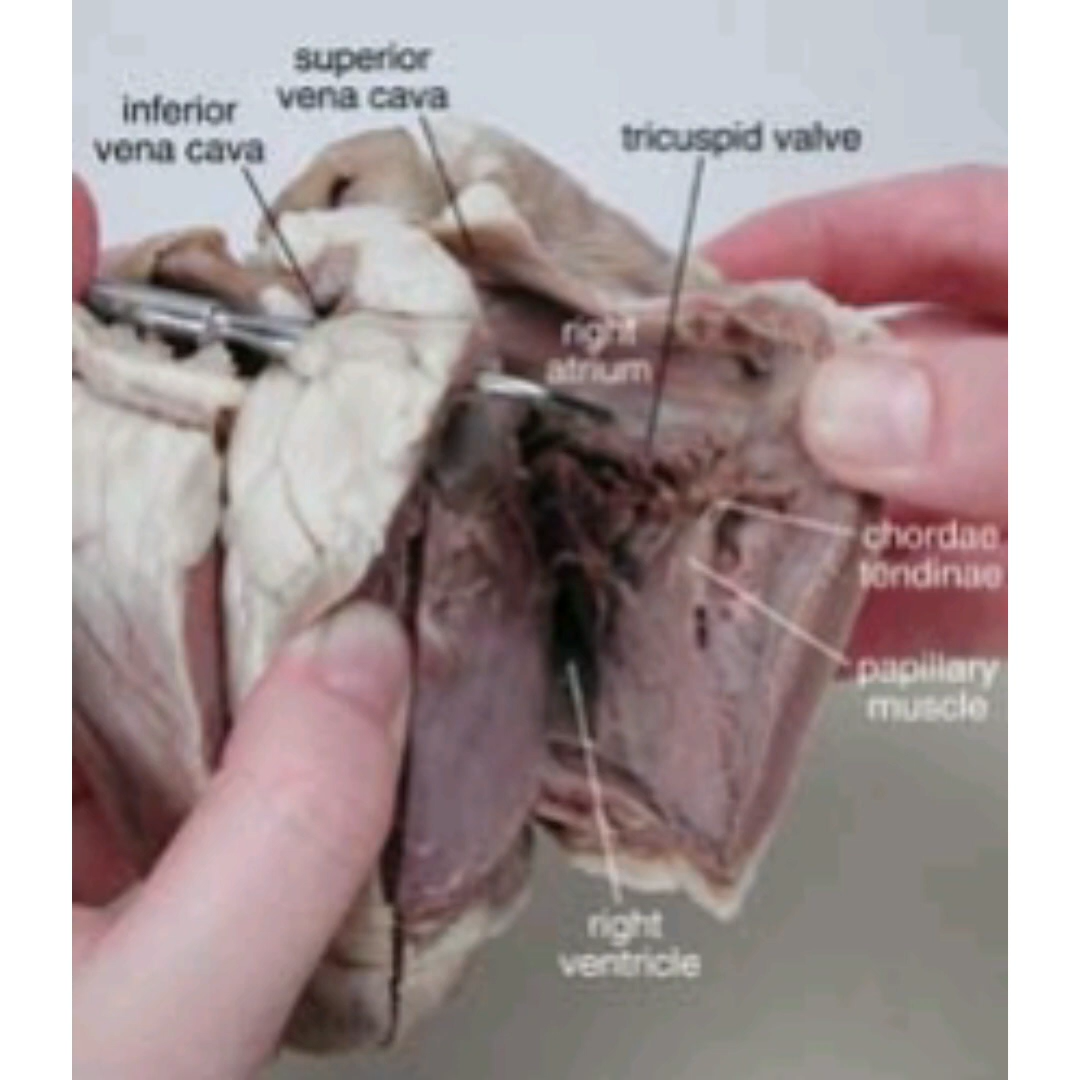 superior
vena cava
inferior
vena cava
tricuspid valve
right
atrium
chordae
tendinae
papillary
muscle
right
ventricle